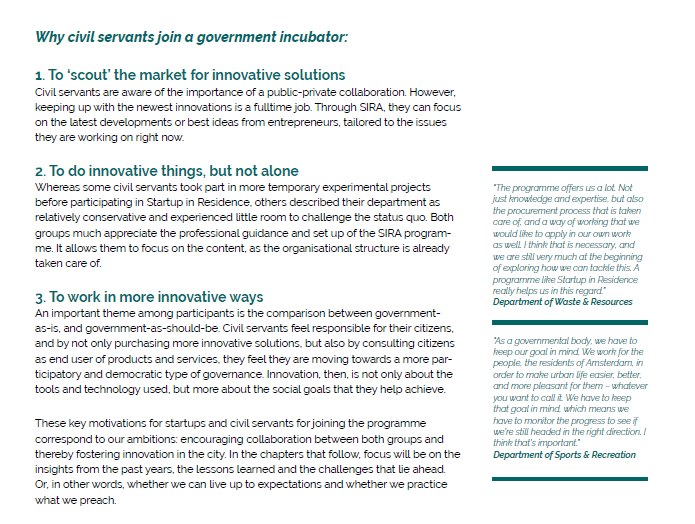 Why civil servants join a government incubator:
1. To ‘scout’ the market for innovative solutions
Civil servants are aware of the importance of a public-private collaboration. However,
keeping up with the newest innovations is a fulltime job. Through SIRA, they can focus
on the latest developments or best ideas from entrepreneurs, tailored to the issues
they are working on right now.
2. To do innovative things, but not alone
Whereas some civil servants took part in more temporary experimental projects
before participating in Startup in Residence, others described their department as
relatively conservative and experienced little room to challenge the status quo. Both
groups much appreciate the professional guidance and set up of the SIRA program-
me. It allows them to focus on the content, as the organisational structure is already
taken care of.
3. To work in more innovative ways
An important theme among participants is the comparison between government-
as-is, and government-as-should-be. Civil servants feel responsible for their citizens,
and by not only purchasing more innovative solutions, but also by consulting citizens
as end user of products and services, they feel they are moving towards a more par-
ticipatory and democratic type of governance. Innovation, then, is not only about the
tools and technology used, but more about the social goals that they help achieve.
These key motivations for startups and civil servants for joining the programme
correspond to our ambitions: encouraging collaboration between both groups and
thereby fostering innovation in the city. In the chapters that follow, focus will be on the
insights from the past years, the lessons learned and the challenges that lie ahead.
Or, in other words, whether we can live up to expectations and whether we practice
what we preach.
“The programme offers us a lot. Not
just knowledge and expertise, but also
the procurement process that is taken
care of, and a way of working that we
would like to apply in our own work
as well. I think that is necessary, and
we are still very much at the beginning
of exploring how we can tackle this. A
programme like Startup in Residence
really helps us in this regard.”
Department of Waste & Resources
“As a governmental body, we have to
keep our goal in mind. We work for the
people, the residents of Amsterdam, in
order to make urban life easier, better,
and more pleasant for them – whatever
you want to call it. We have to keep
that goal in mind, which means we
have to monitor the progress to see if
we’re still headed in the right direction. I
think that’s important.”
Department of Sports & Recreation